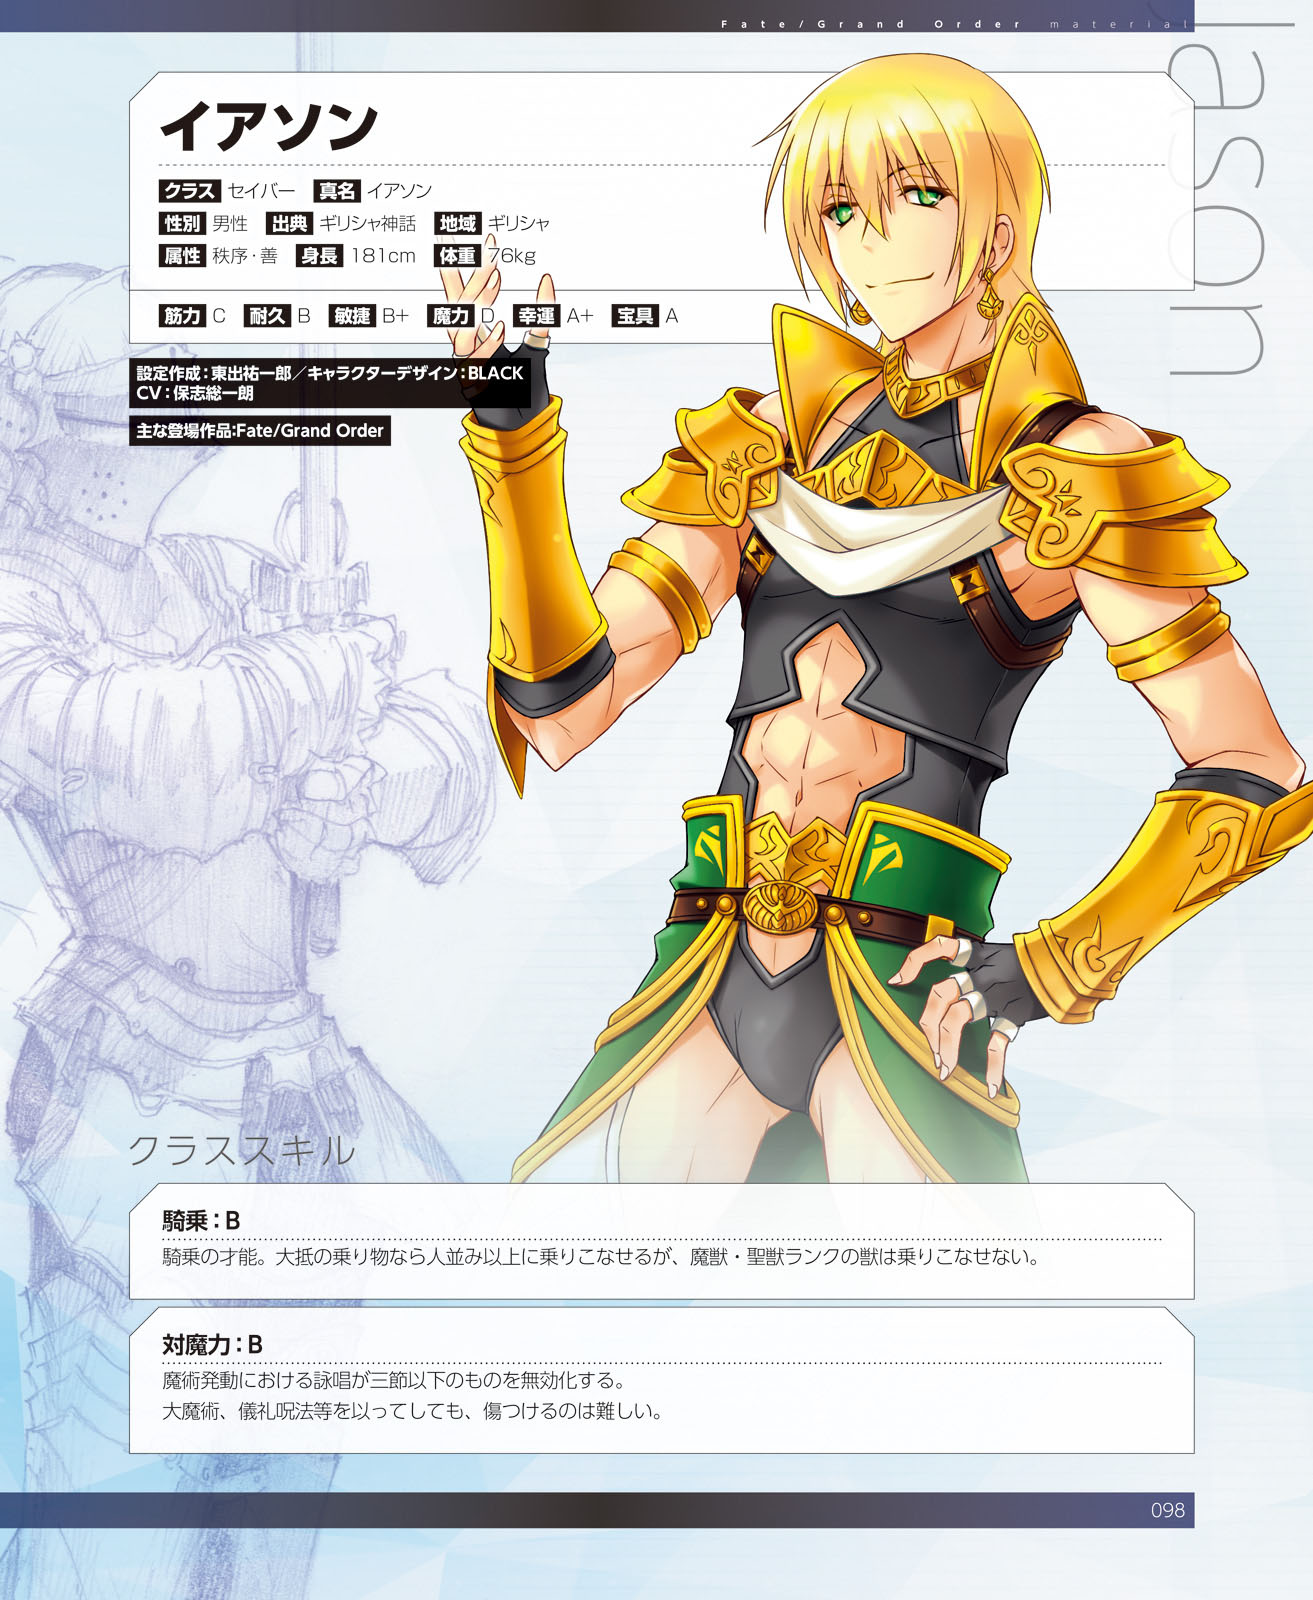 Fate/Grand Order material
Jason
イアソン
クラス セイバー 真名 イアソン
性別 男性 出典 ギリシャ神話 地域 ギリシャ
属性 秩序・善 身長 181cm 体重 76kg
筋力 C 耐久 B 敏捷 B+ 魔力 D 幸運 A+ 宝具 A
設定作成：東出祐一郎／キャラクターデザイン：BLACK
CV：保志総一朗
主な登場作品：Fate/Grand Order
クラススキル
騎乗：B
騎乗の才能。大抵の乗り物なら人並み以上に乗りこなせるが、魔獣・聖獣ランクの獣は乗りこなせない。
対魔力：B
魔術発動における詠唱が三節以下のものを無効化する。
大魔術、儀礼呪法等を以ってしても、傷つけるのは難しい。
098